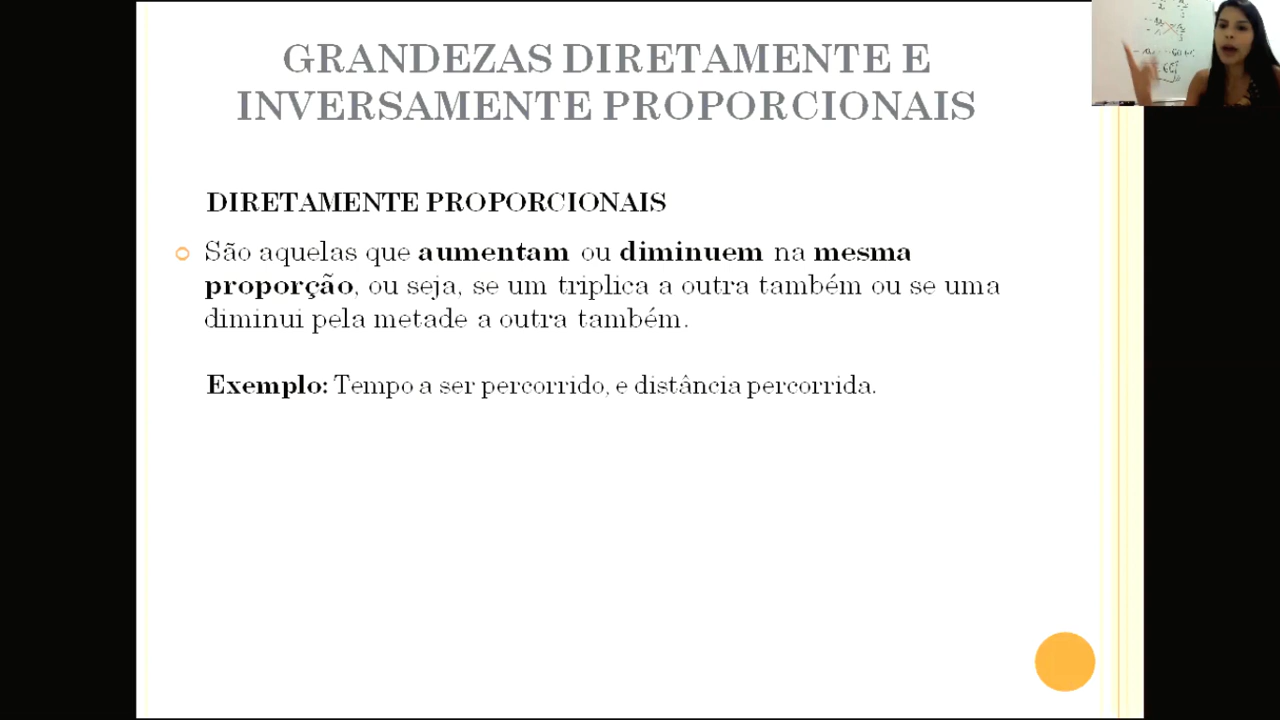 GRANDEZAS DIRETAMENTE E
INVERSAMENTE PROPORCIONAIS
DIRETAMENTE PROPORCIONAIS
São aquelas que aumentam ou diminuem na mesma
proporção, ou seja, se um triplica a outra também ou se uma
diminui pela metade a outra também.
Exemplo: Tempo a ser percorrido, e distância percorrida.